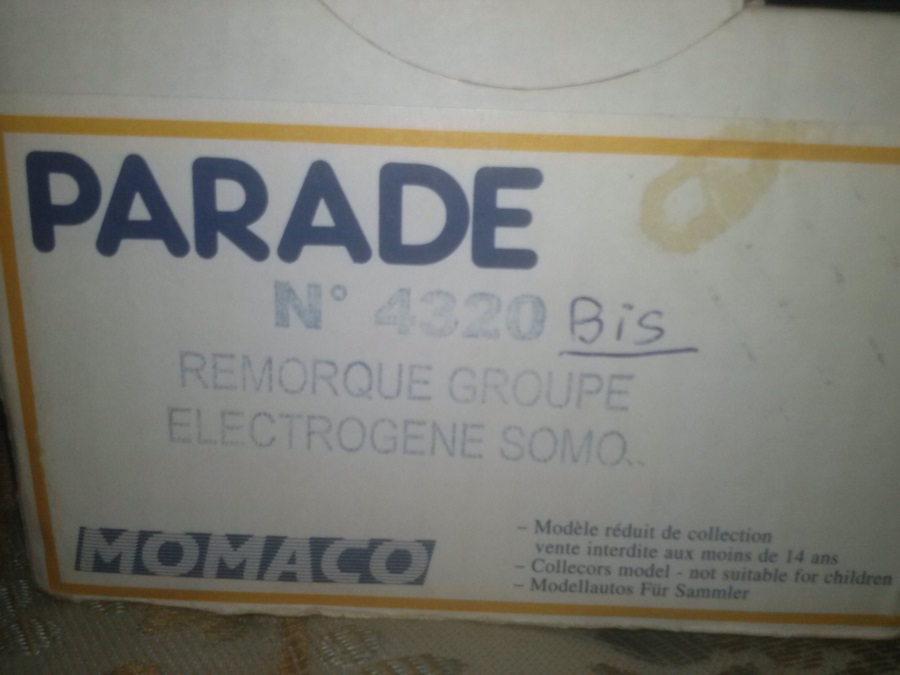 PARADE
N° 4320 Bis
REMORQUE GROUPE
ELECTROGENE SOMO..
MOMACO
– Modèle réduit de collection
vente interdite aux moins de 14 ans
– Collecors model - not suitable for children
– Modellautos Für Sammler